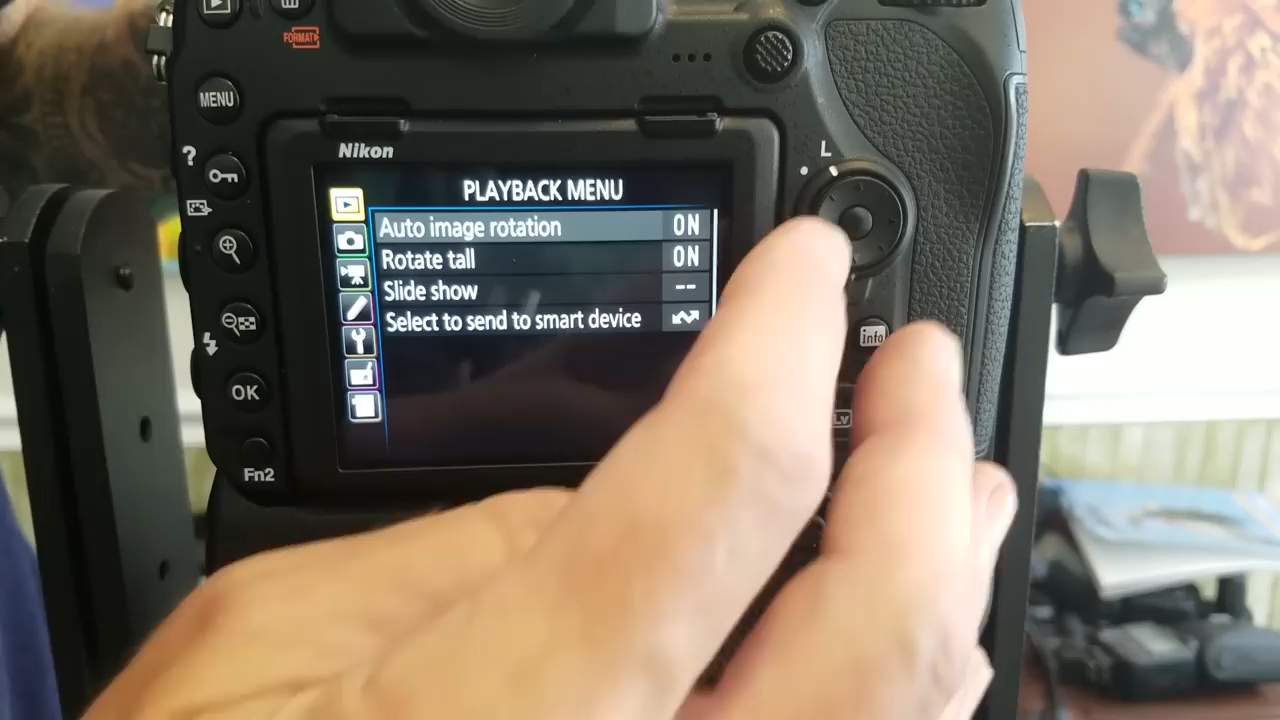 FORMAT
MENU
?
L
Nikon
PLAYBACK MENU
Auto image rotation ON
Rotate tall ON
Slide show --
Select to send to smart device
info
Lv
OK
Fn2